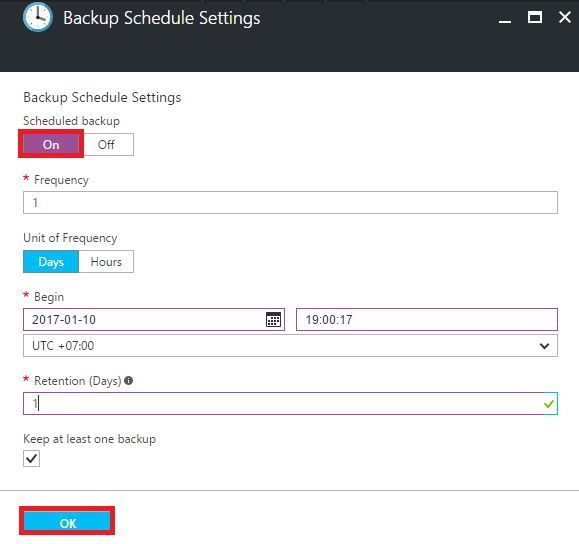 Backup Schedule Settings
Backup Schedule Settings
Scheduled backup
On Off
* Frequency
1
Unit of Frequency
Days Hours
* Begin
2017-01-10 19:00:17
UTC +07:00
* Retention (Days)
1
Keep at least one backup
OK